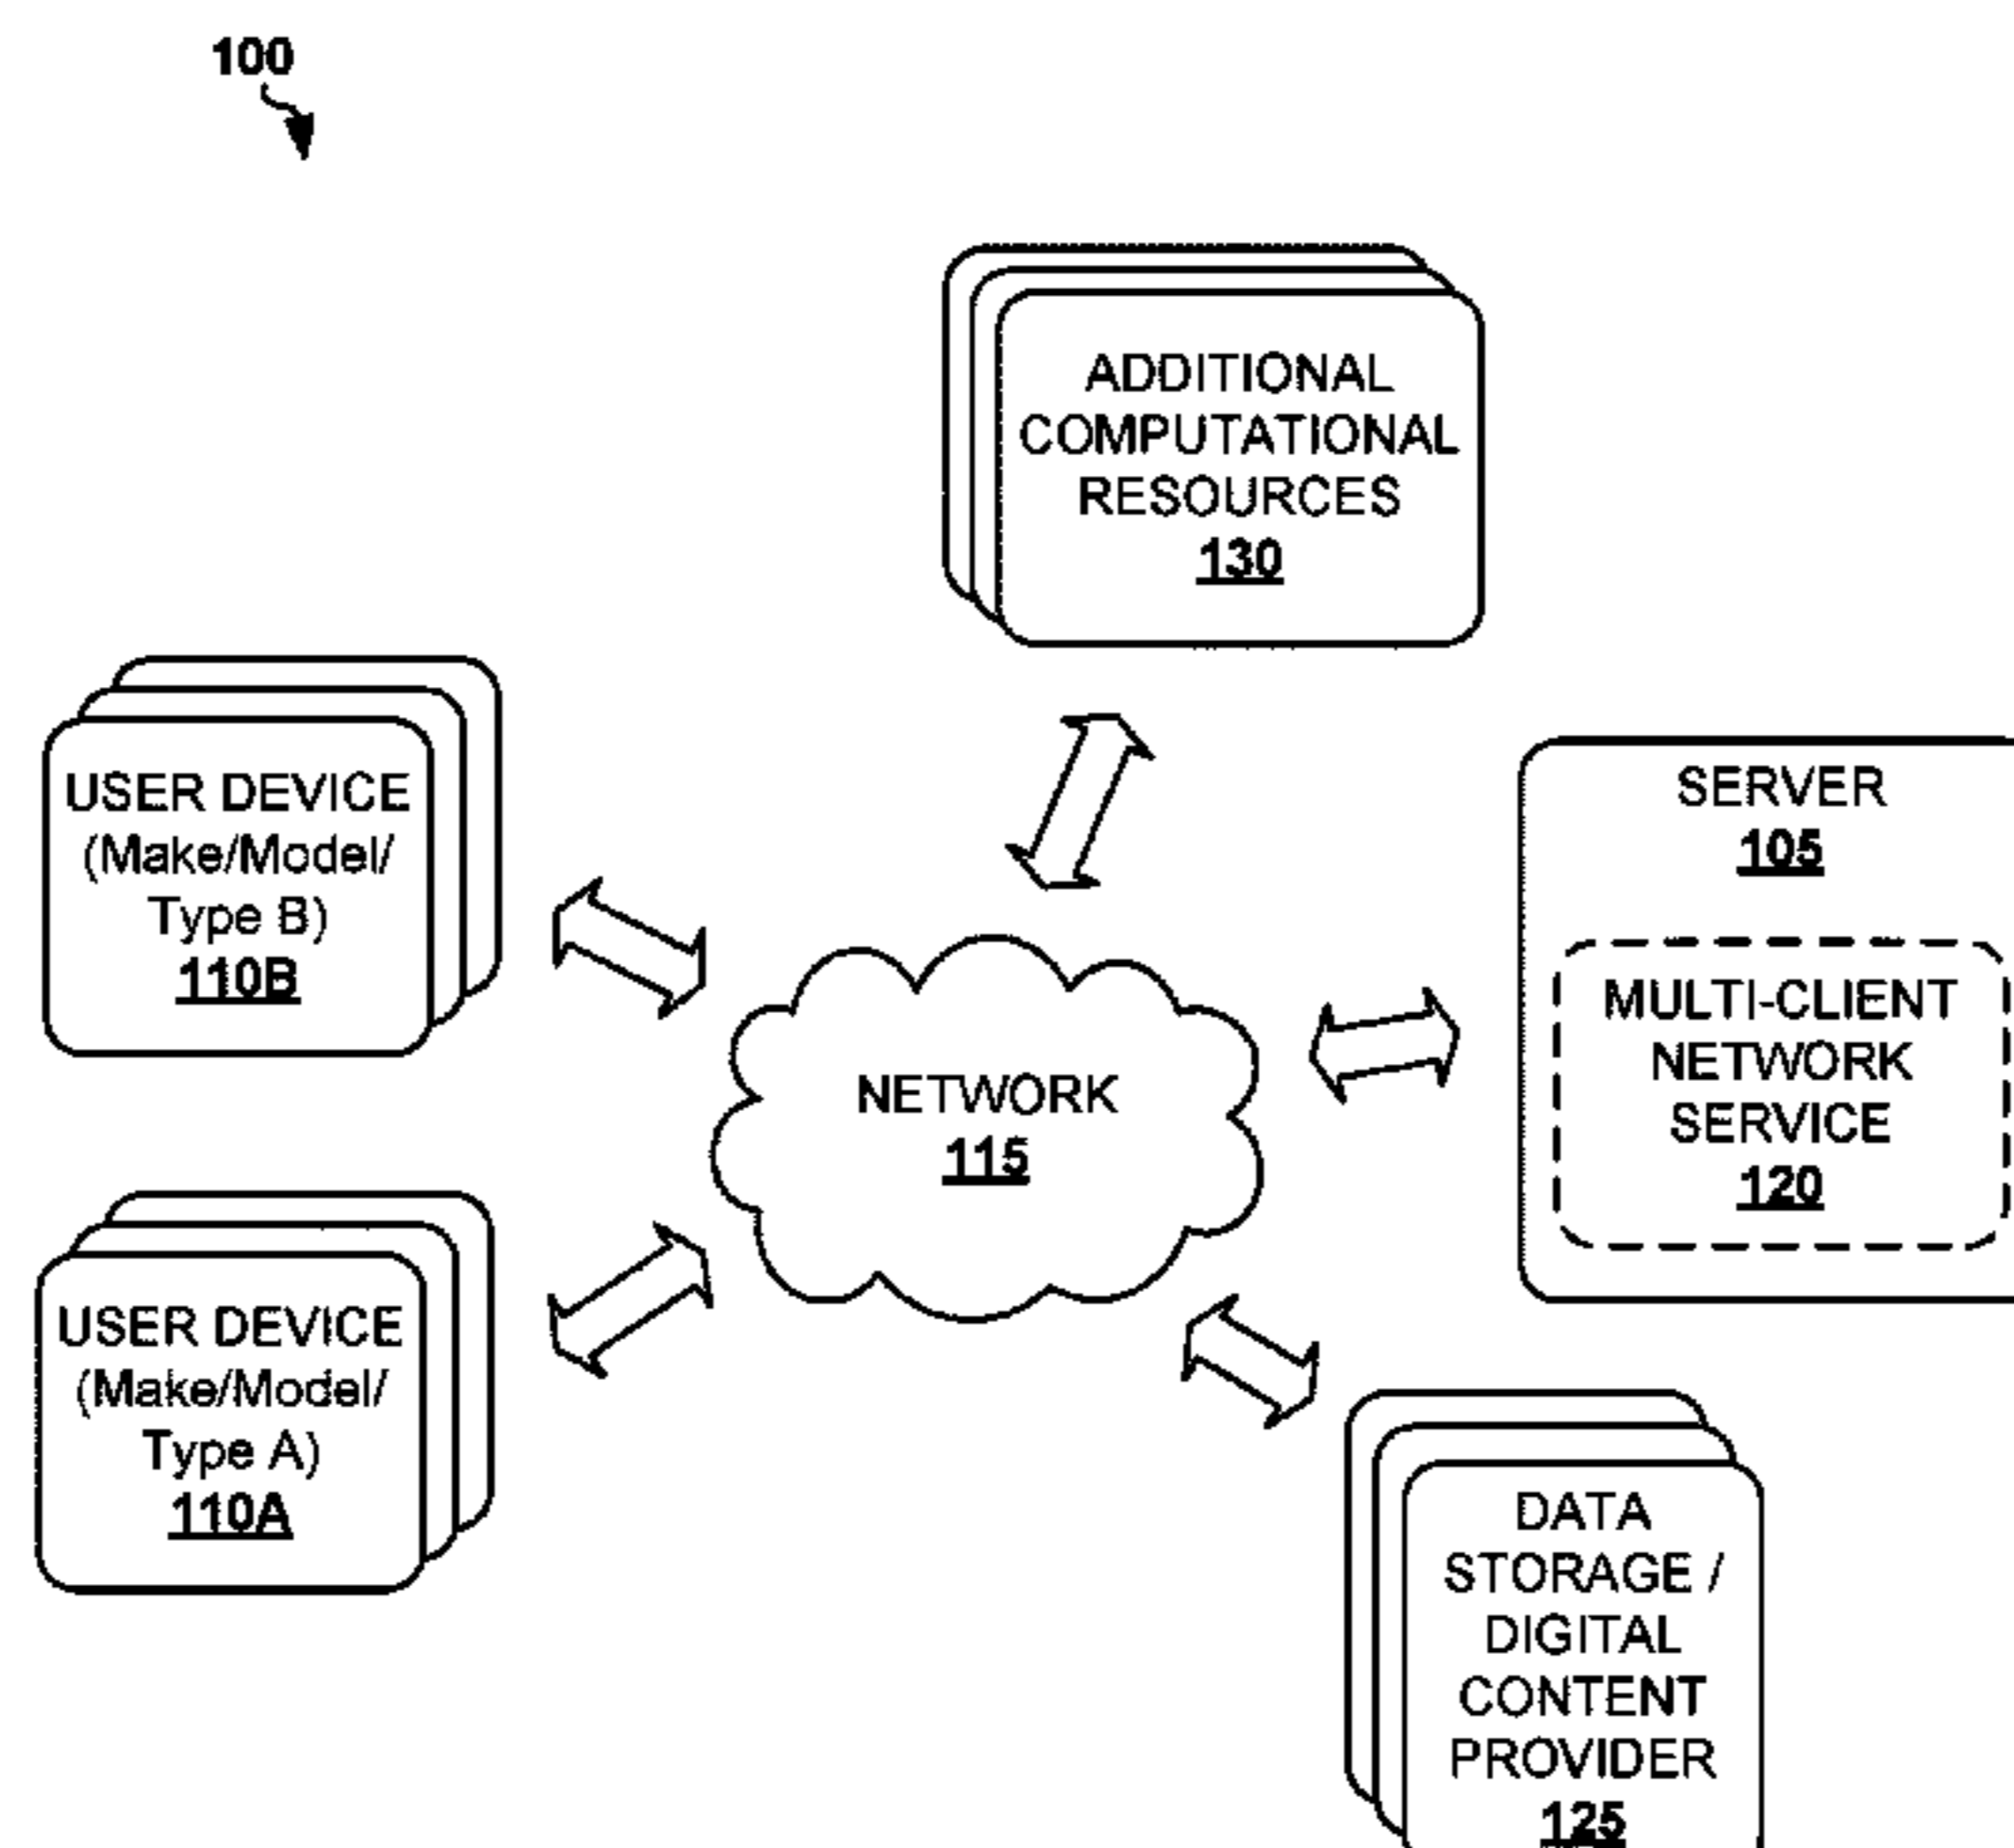 100
ADDITIONAL
COMPUTATIONAL
RESOURCES
130
USER DEVICE
(Make/Model/
Type B)
110B
SERVER
105
MULTI-CLIENT
NETWORK
SERVICE
120
NETWORK
115
USER DEVICE
(Make/Model/
Type A)
110A
DATA
STORAGE /
DIGITAL
CONTENT
PROVIDER
125